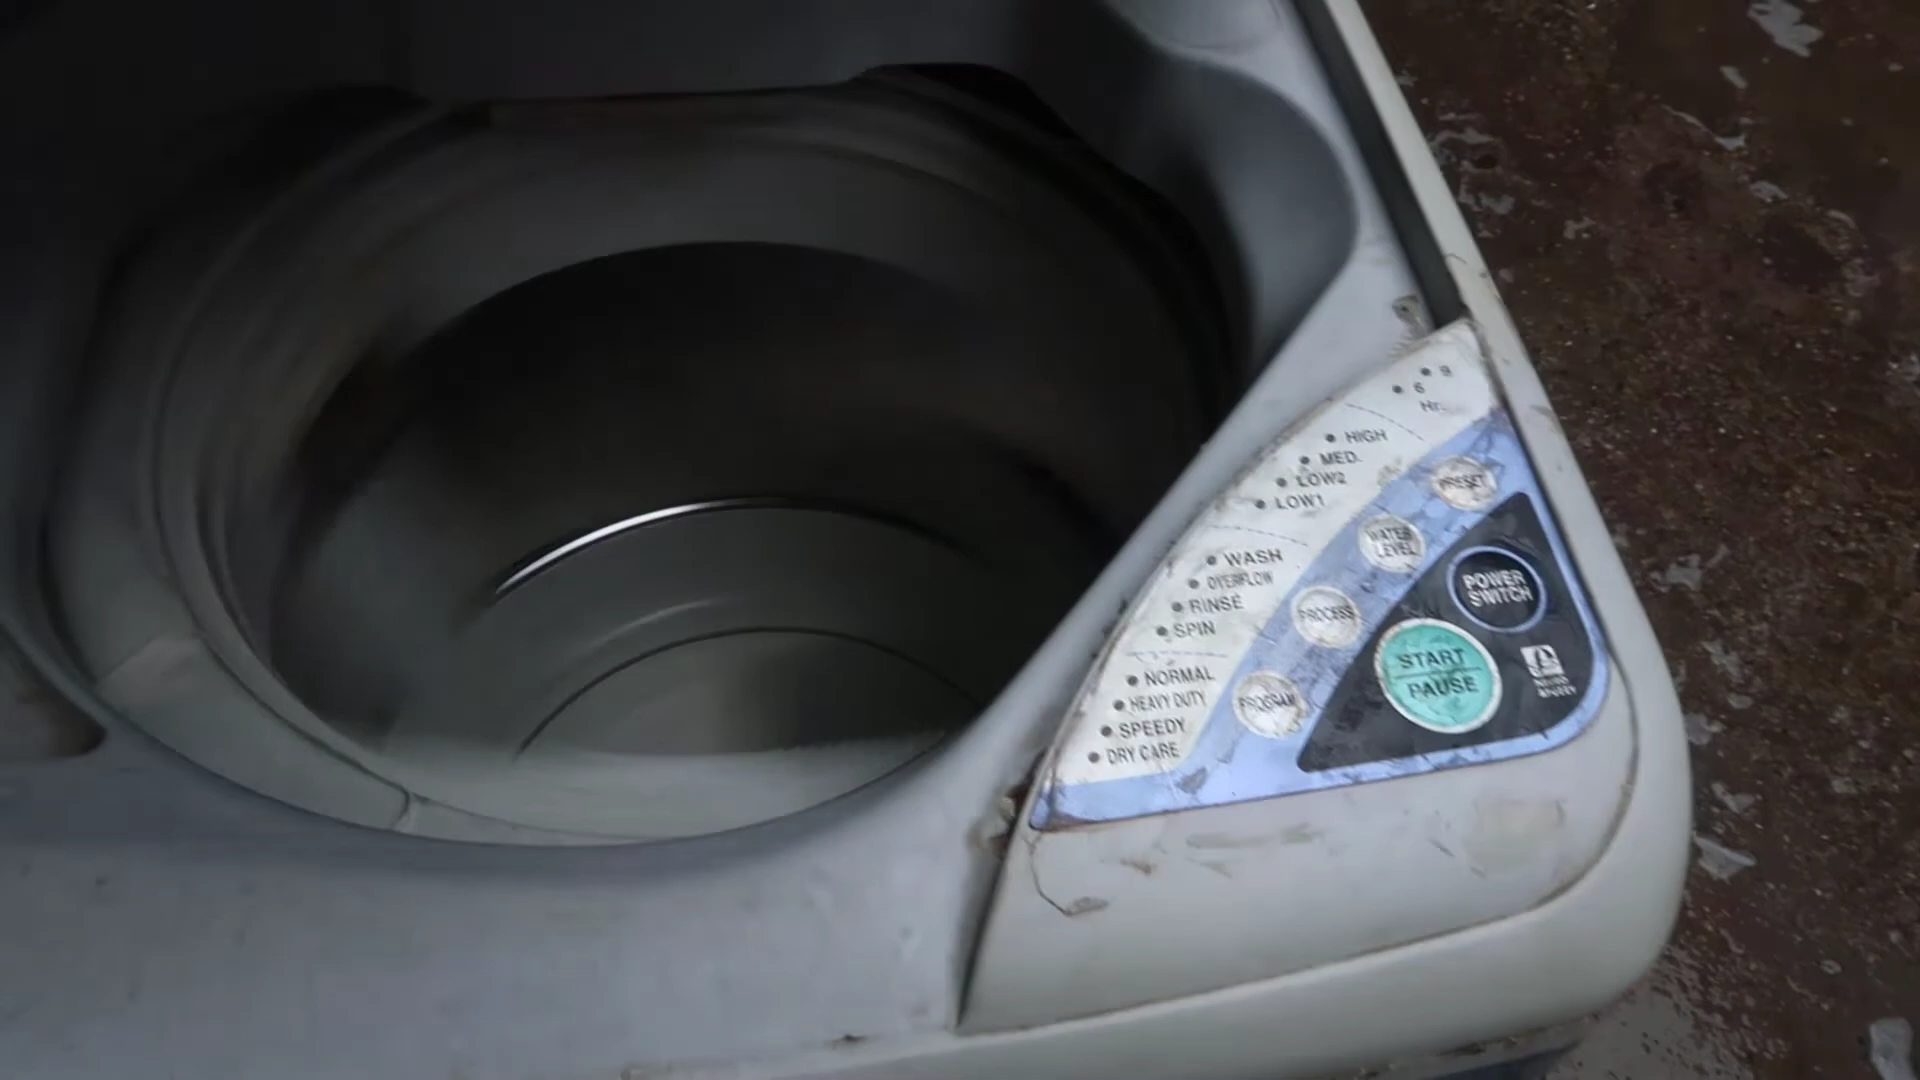 6 9
Hr.
HIGH
MED.
LOW2
LOW1
PRESET
WATER
LEVEL
WASH
OVERFLOW
RINSE
SPIN
PROCESS
POWER
SWITCH
START
PAUSE
NORMAL
HEAVY DUTY
SPEEDY
DRY CARE
PROGRAM